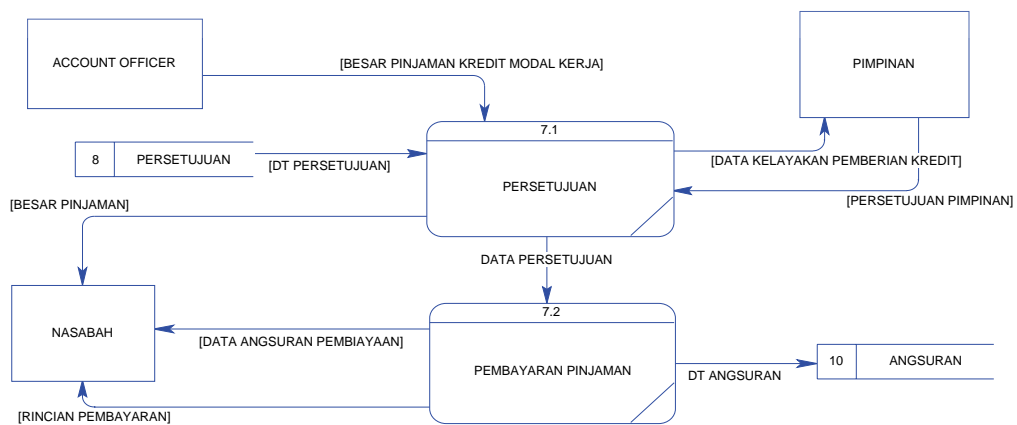 ACCOUNT OFFICER
[BESAR PINJAMAN KREDIT MODAL KERJA]
PIMPINAN
7.1
8 PERSETUJUAN
[DT PERSETUJUAN]
[DATA KELAYAKAN PEMBERIAN KREDIT]
PERSETUJUAN
[BESAR PINJAMAN]
[PERSETUJUAN PIMPINAN]
DATA PERSETUJUAN
7.2
NASABAH
[DATA ANGSURAN PEMBIAYAAN]
PEMBAYARAN PINJAMAN
DT ANGSURAN
10 ANGSURAN
[RINCIAN PEMBAYARAN]